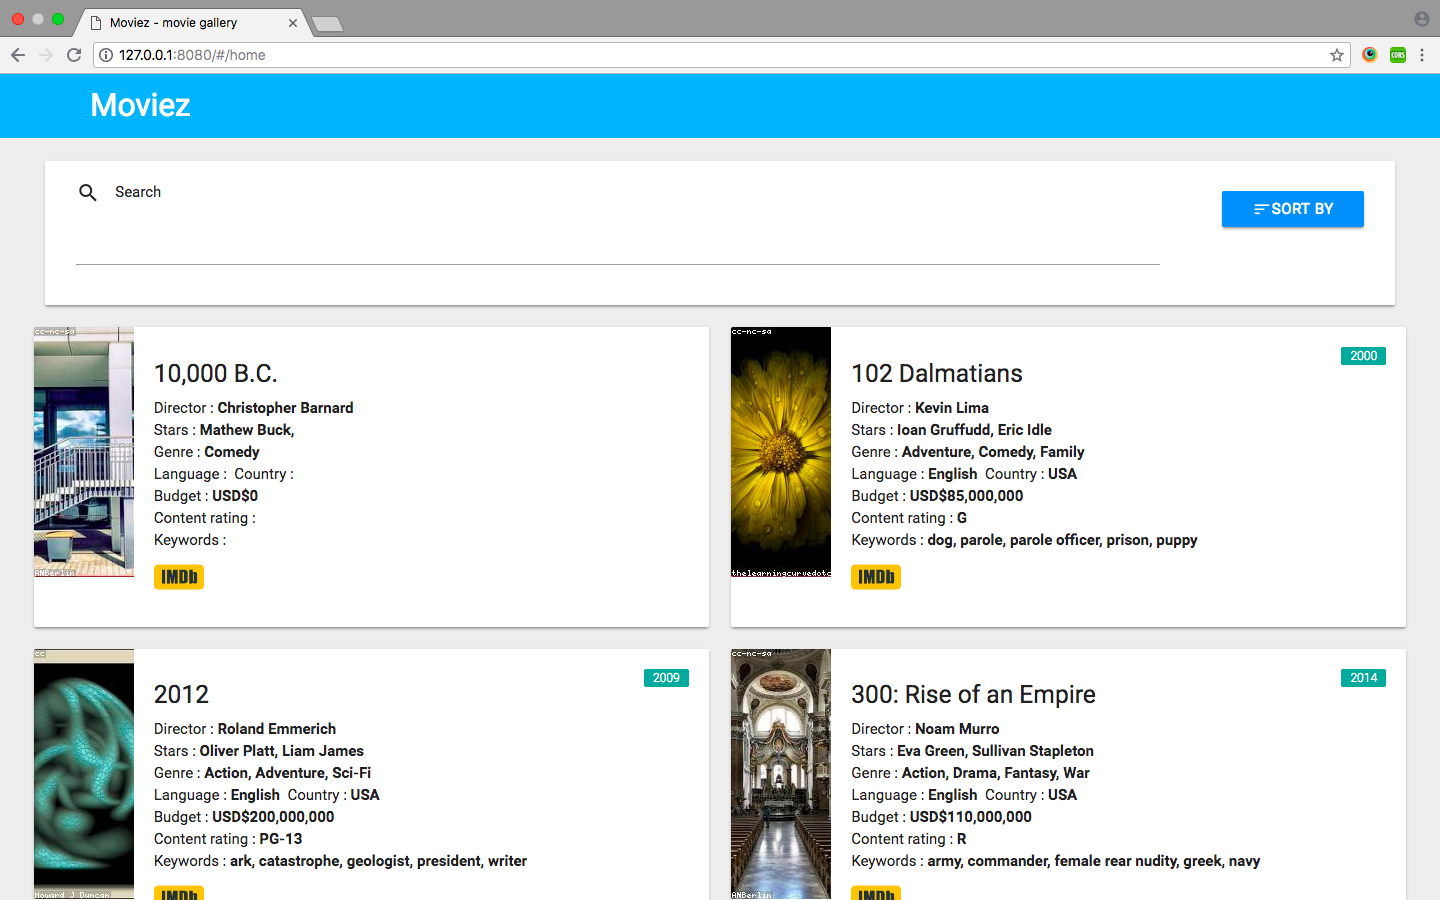 Moviez - movie gallery
127.0.0.1:8080/#/home
CORS
Moviez
Search
SORT BY
cc-nc-sa
ANBerlin
10,000 B.C.
Director : Christopher Barnard
Stars : Mathew Buck,
Genre : Comedy
Language : Country :
Budget : USD$0
Content rating :
Keywords :
IMDb
cc-nc-sa
thelearningcurvedotc
2000
102 Dalmatians
Director : Kevin Lima
Stars : Ioan Gruffudd, Eric Idle
Genre : Adventure, Comedy, Family
Language : English Country : USA
Budget : USD$85,000,000
Content rating : G
Keywords : dog, parole, parole officer, prison, puppy
IMDb
cc
Howard J Duncan
2009
2012
Director : Roland Emmerich
Stars : Oliver Platt, Liam James
Genre : Action, Adventure, Sci-Fi
Language : English Country : USA
Budget : USD$200,000,000
Content rating : PG-13
Keywords : ark, catastrophe, geologist, president, writer
IMDb
cc-nc-sa
ANBerlin
2014
300: Rise of an Empire
Director : Noam Murro
Stars : Eva Green, Sullivan Stapleton
Genre : Action, Drama, Fantasy, War
Language : English Country : USA
Budget : USD$110,000,000
Content rating : R
Keywords : army, commander, female rear nudity, greek, navy
IMDb